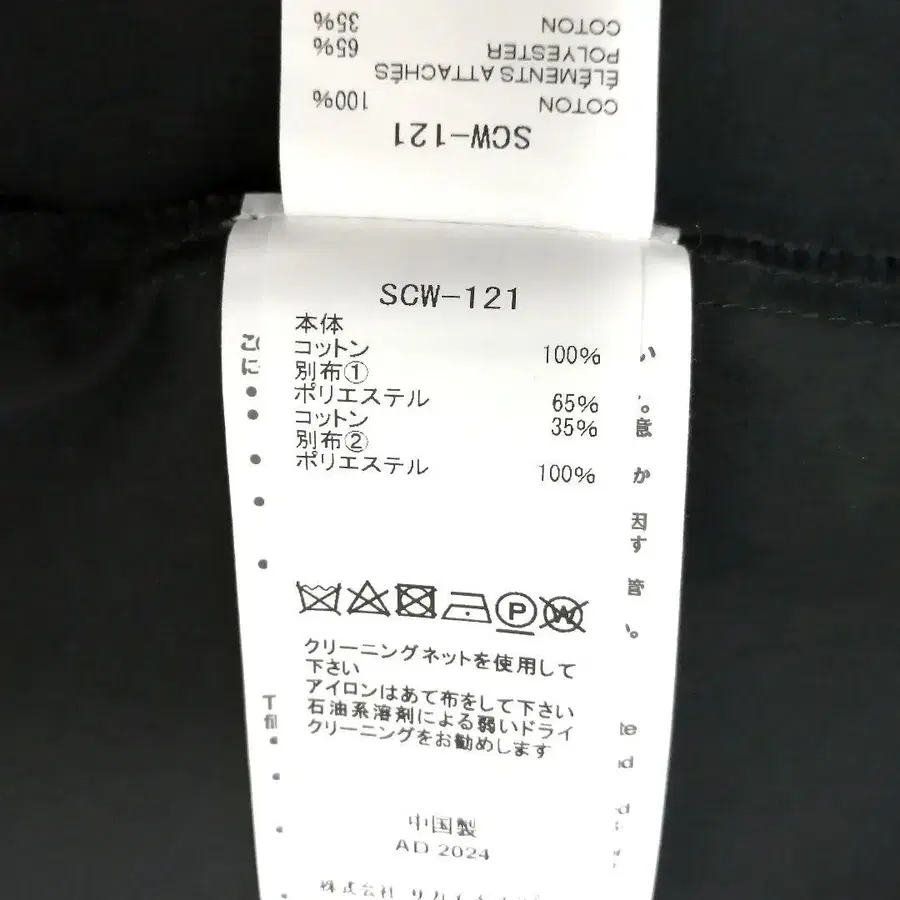 COTON 35%
POLYESTER 65%
ÉLÉMENTS ATTACHÉS
COTON 100%
SCW-121
SCW-121
本体
コットン 100%
別布①
ポリエステル 65%
コットン 35%
別布②
ポリエステル 100%
P
W
クリーニングネットを使用して
下さい
アイロンはあて布をして下さい
石油系溶剤による弱いドライ
クリーニングをお勧めします
中国製
AD 2024
株式会社